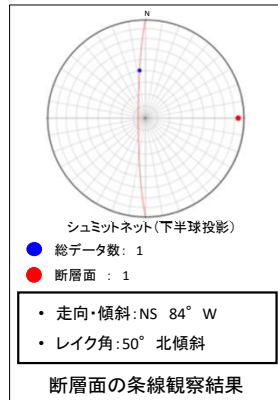 N
シュミットネット(下半球投影)
総データ数: 1
断層面 : 1
• 走向・傾斜:NS 84° W
• レイク角:50° 北傾斜
断層面の条線観察結果